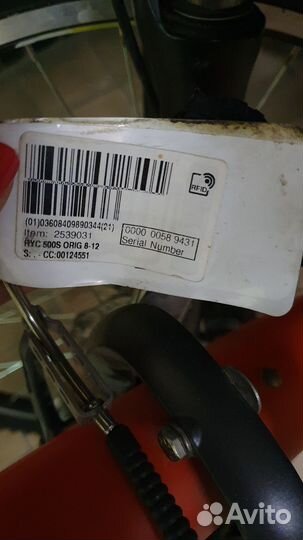 RFID
(01)03608409890344(21)
Item: 2539031
0000 0058 9431
Serial Number
RYC 500S ORIG 8-12
S: . - CC:00124551
Avito